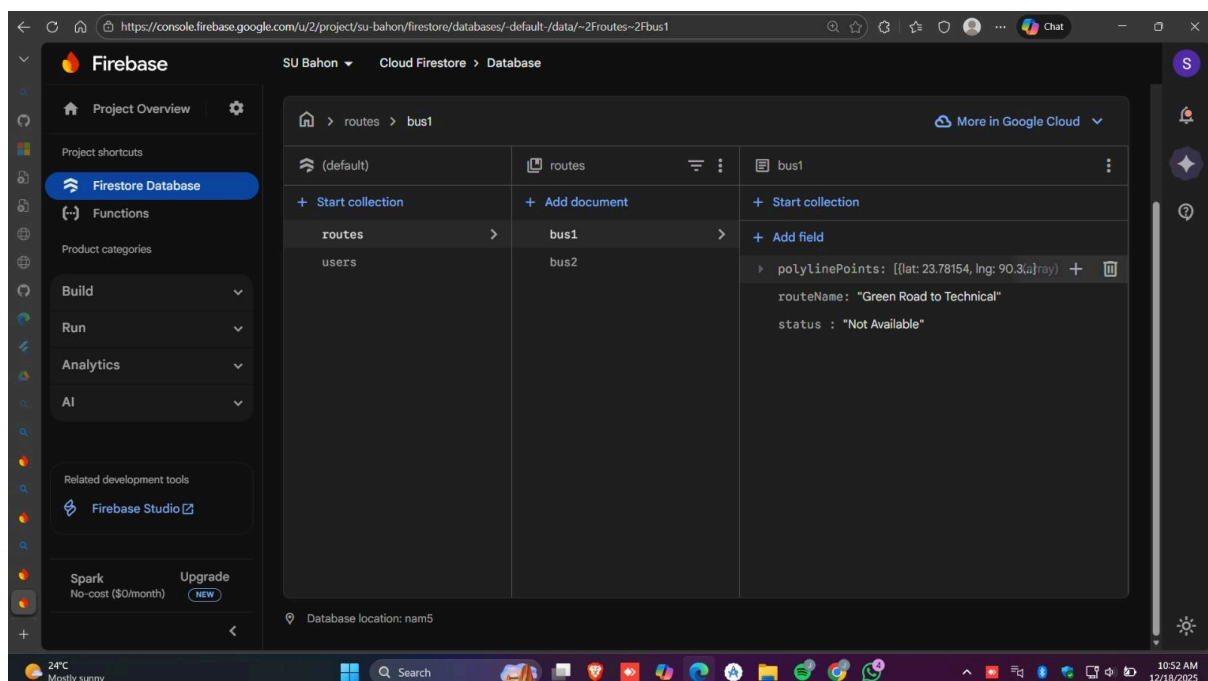 https://console.firebase.google.com/u/2/project/su-bahon/firestore/databases/-default-/data/~2Froutes~2Fbus1
Chat
Firebase
SU Bahon
Cloud Firestore > Database
S
Project Overview
routes > bus1
More in Google Cloud
Project shortcuts
(default)
routes
bus1
Firestore Database
+ Start collection
+ Add document
+ Start collection
Functions
routes
bus1
+ Add field
Product categories
users
bus2
polylinePoints: [{lat: 23.78154, lng: 90.3
Build
routeName: "Green Road to Technical"
Run
status : "Not Available"
Analytics
AI
Related development tools
Firebase Studio
Spark
Upgrade
No-cost ($0/month)
NEW
Database location: nam5
24°C
Mostly sunny
Search
10:52 AM
12/18/2025